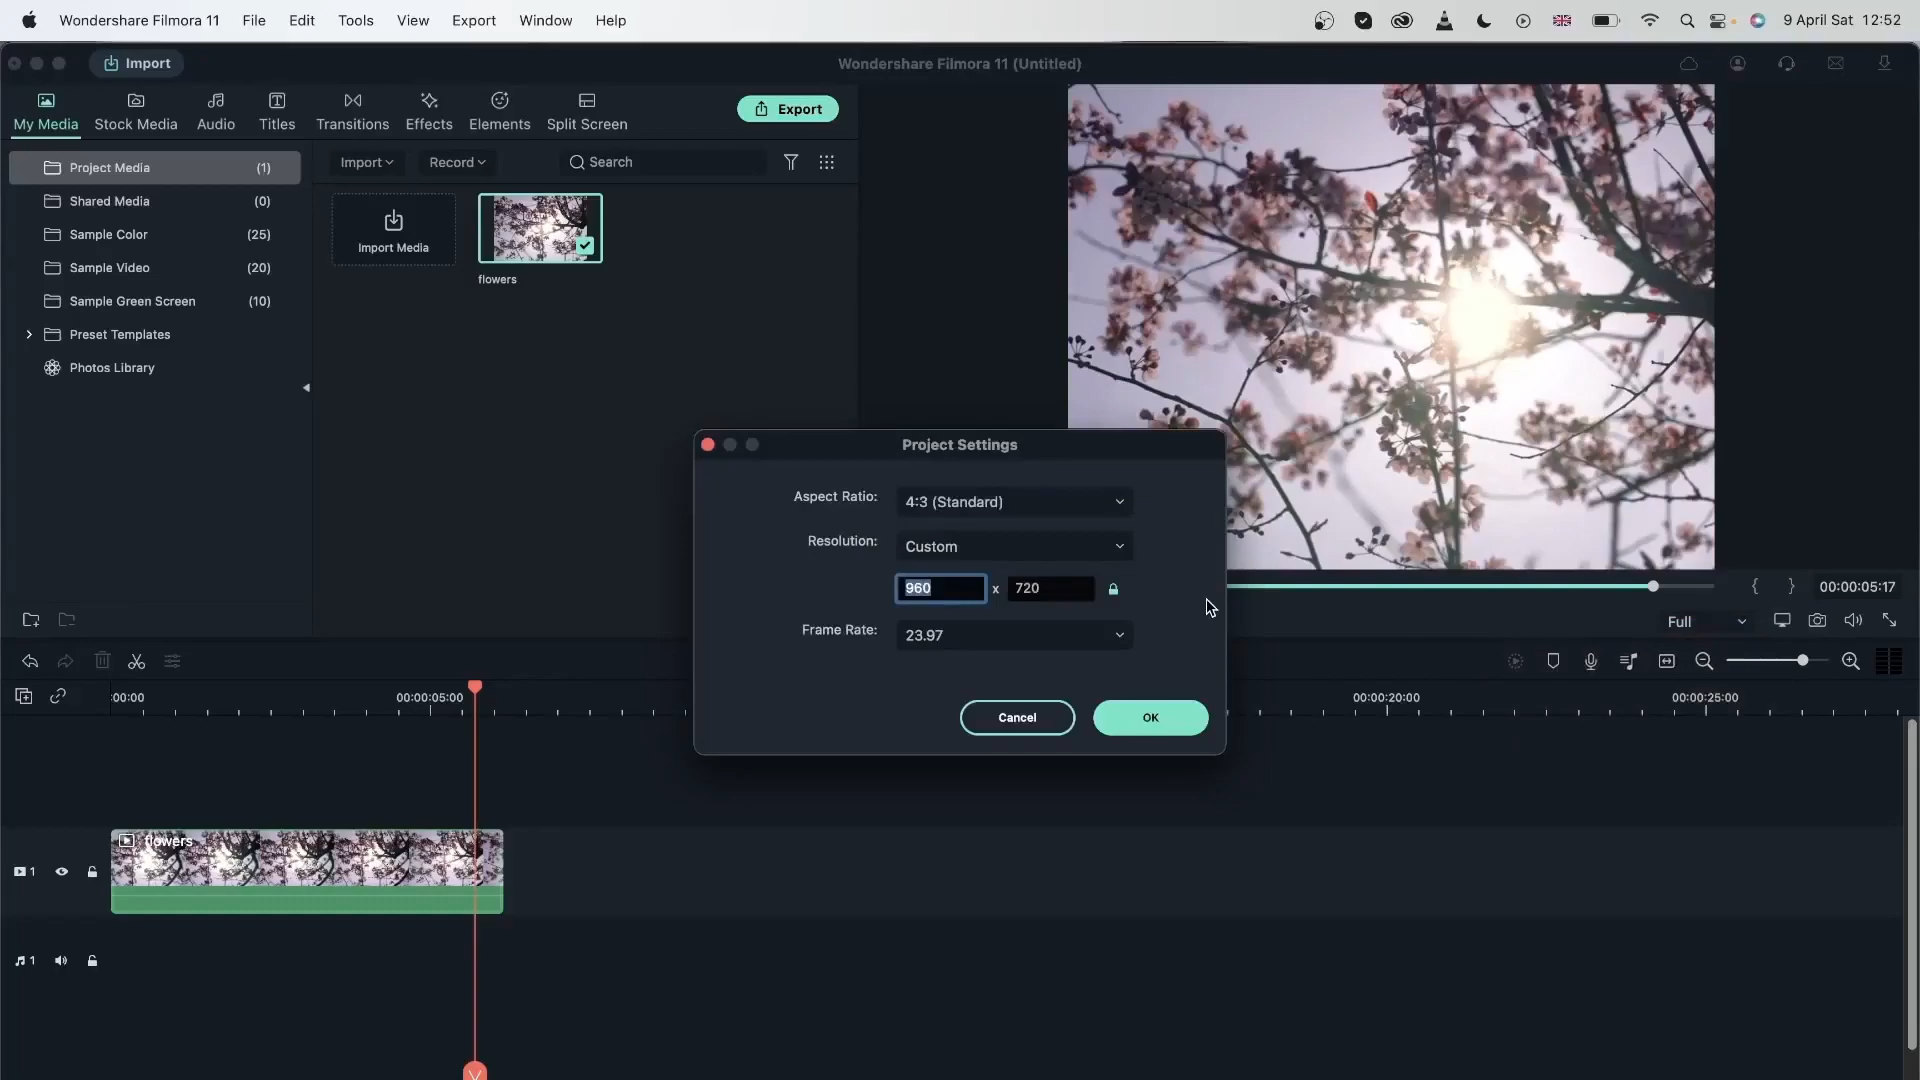 Wondershare Filmora 11 File Edit Tools View Export Window Help 9 April Sat 12:52
Import Wondershare Filmora 11 (Untitled)
My Media Stock Media Audio Titles Transitions Effects Elements Split Screen Export
Import Record Search
Project Media (1)
Shared Media (0)
Sample Color (25)
Sample Video (20)
Sample Green Screen (10)
Preset Templates
Photos Library
Import Media
flowers
Project Settings
Aspect Ratio: 4:3 (Standard)
Resolution: Custom
960 x 720
Frame Rate: 23.97
Cancel OK
{ } 00:00:05:17
Full
:00:00 00:00:05:00 00:00:20:00 00:00:25:00
flowers
1
1